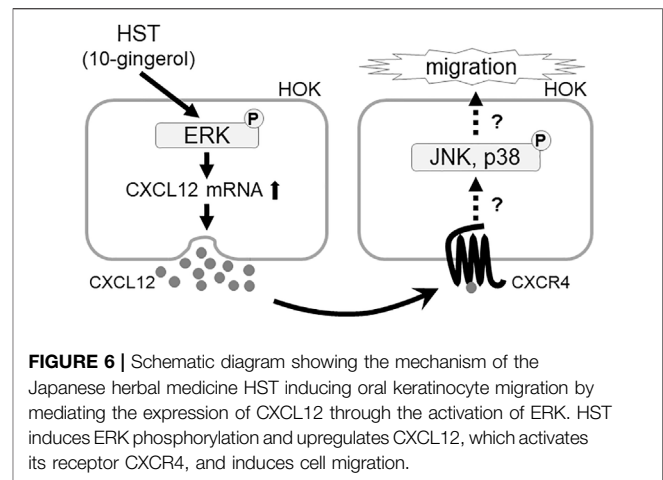 HST
(10-gingerol)
HOK
P
ERK
CXCL12 mRNA ⬆
CXCL12
migration
HOK
?
P
JNK, p38
?
CXCR4
FIGURE 6 | Schematic diagram showing the mechanism of the
Japanese herbal medicine HST inducing oral keratinocyte migration by
mediating the expression of CXCL12 through the activation of ERK. HST
induces ERK phosphorylation and upregulates CXCL12, which activates
its receptor CXCR4, and induces cell migration.